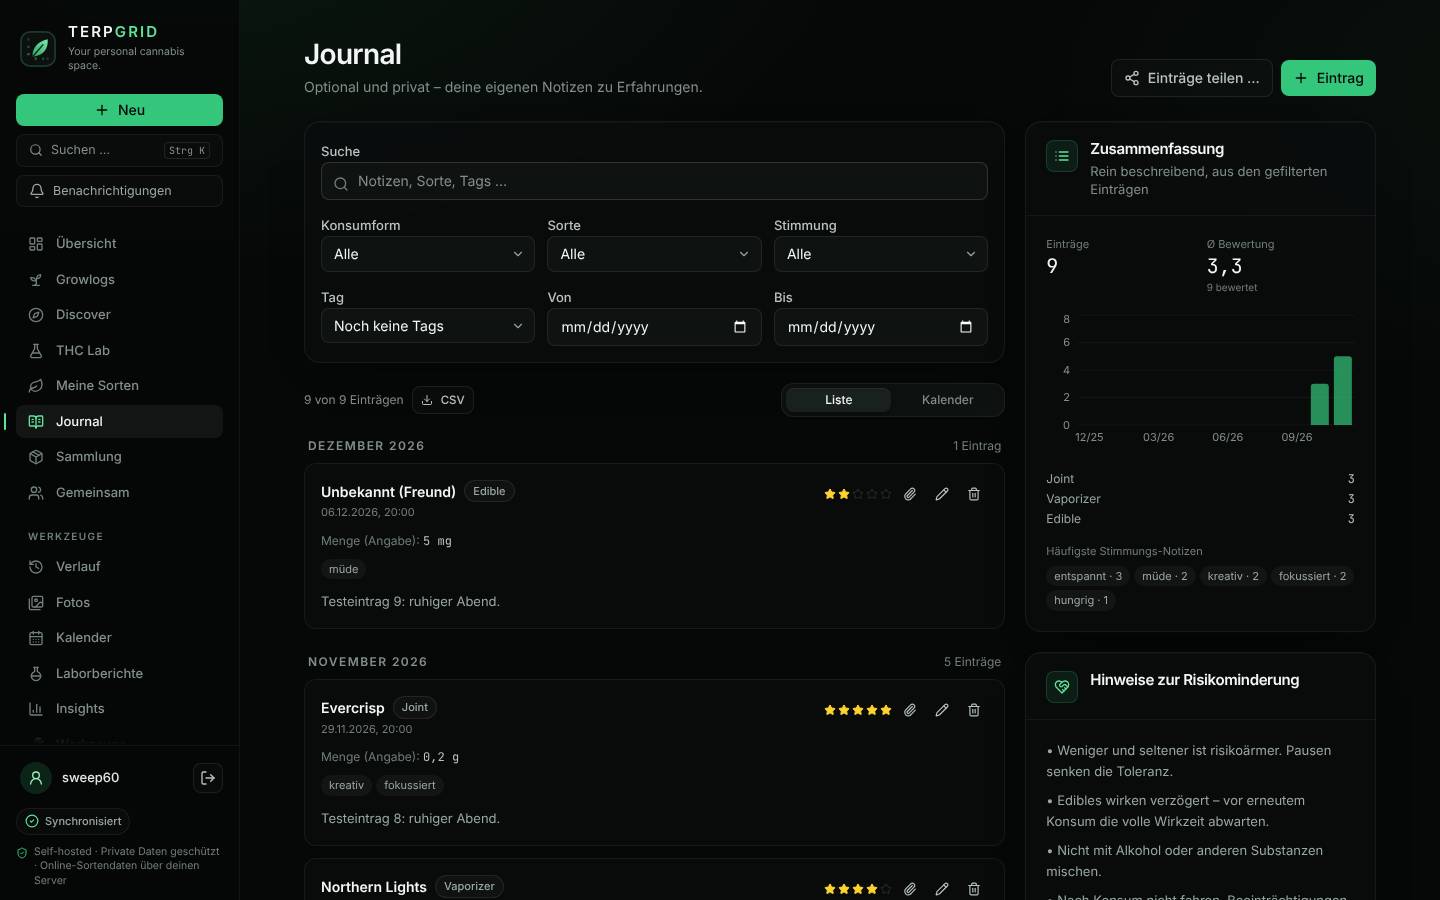 TERPGRID
Your personal cannabis
space.
Neu
Suchen ...
Strg K
Benachrichtigungen
Übersicht
Growlogs
Discover
THC Lab
Meine Sorten
Journal
Sammlung
Gemeinsam
WERKZEUGE
Verlauf
Fotos
Kalender
Laborberichte
Insights
sweep60
Synchronisiert
Self-hosted · Private Daten geschützt
· Online-Sortendaten über deinen
Server
Journal
Optional und privat – deine eigenen Notizen zu Erfahrungen.
Einträge teilen ...
Eintrag
Suche
Notizen, Sorte, Tags ...
Konsumform
Sorte
Stimmung
Alle
Alle
Alle
Tag
Von
Bis
Noch keine Tags
mm/dd/yyyy
mm/dd/yyyy
9 von 9 Einträgen
CSV
Liste
Kalender
DEZEMBER 2026
1 Eintrag
Unbekannt (Freund)
Edible
06.12.2026, 20:00
Menge (Angabe): 5 mg
müde
Testeintrag 9: ruhiger Abend.
NOVEMBER 2026
5 Einträge
Evercrisp
Joint
29.11.2026, 20:00
Menge (Angabe): 0,2 g
kreativ
fokussiert
Testeintrag 8: ruhiger Abend.
Northern Lights
Vaporizer
Zusammenfassung
Rein beschreibend, aus den gefilterten
Einträgen
Einträge
Ø Bewertung
9
3,3
9 bewertet
8
6
4
2
0
12/25
03/26
06/26
09/26
Joint 3
Vaporizer 3
Edible 3
Häufigste Stimmungs-Notizen
entspannt · 3
müde · 2
kreativ · 2
fokussiert · 2
hungrig · 1
Hinweise zur Risikominderung
• Weniger und seltener ist risikoärmer. Pausen
senken die Toleranz.
• Edibles wirken verzögert – vor erneutem
Konsum die volle Wirkzeit abwarten.
• Nicht mit Alkohol oder anderen Substanzen
mischen.
• Nach Konsum nicht fahren. Beeinträchtigungen